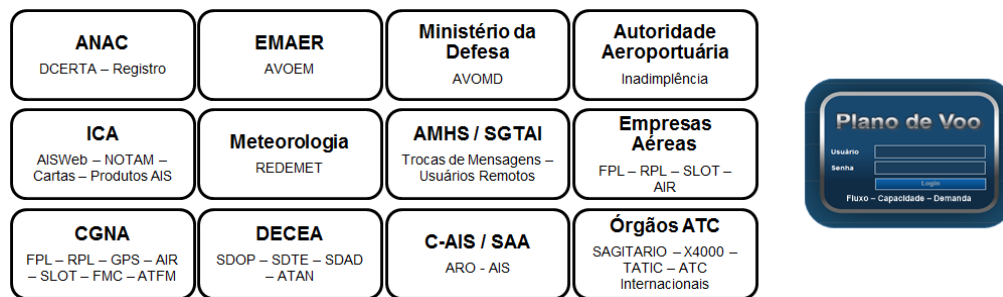 ANAC
DCERTA – Registro
EMAER
AVOEM
Ministério da
Defesa
AVOMD
Autoridade
Aeroportuária
Inadimplência
ICA
AISWeb – NOTAM –
Cartas – Produtos AIS
Meteorologia
REDEMET
AMHS / SGTAI
Trocas de Mensagens –
Usuários Remotos
Empresas
Aéreas
FPL – RPL – SLOT –
AIR
CGNA
FPL – RPL – GPS – AIR
– SLOT – FMC – ATFM
DECEA
SDOP – SDTE – SDAD
– ATAN
C-AIS / SAA
ARO - AIS
Órgãos ATC
SAGITARIO – X4000 –
TATIC – ATC
Internacionais
Plano de Voo
Usuário
Senha
Login
Fluxo – Capacidade – Demanda